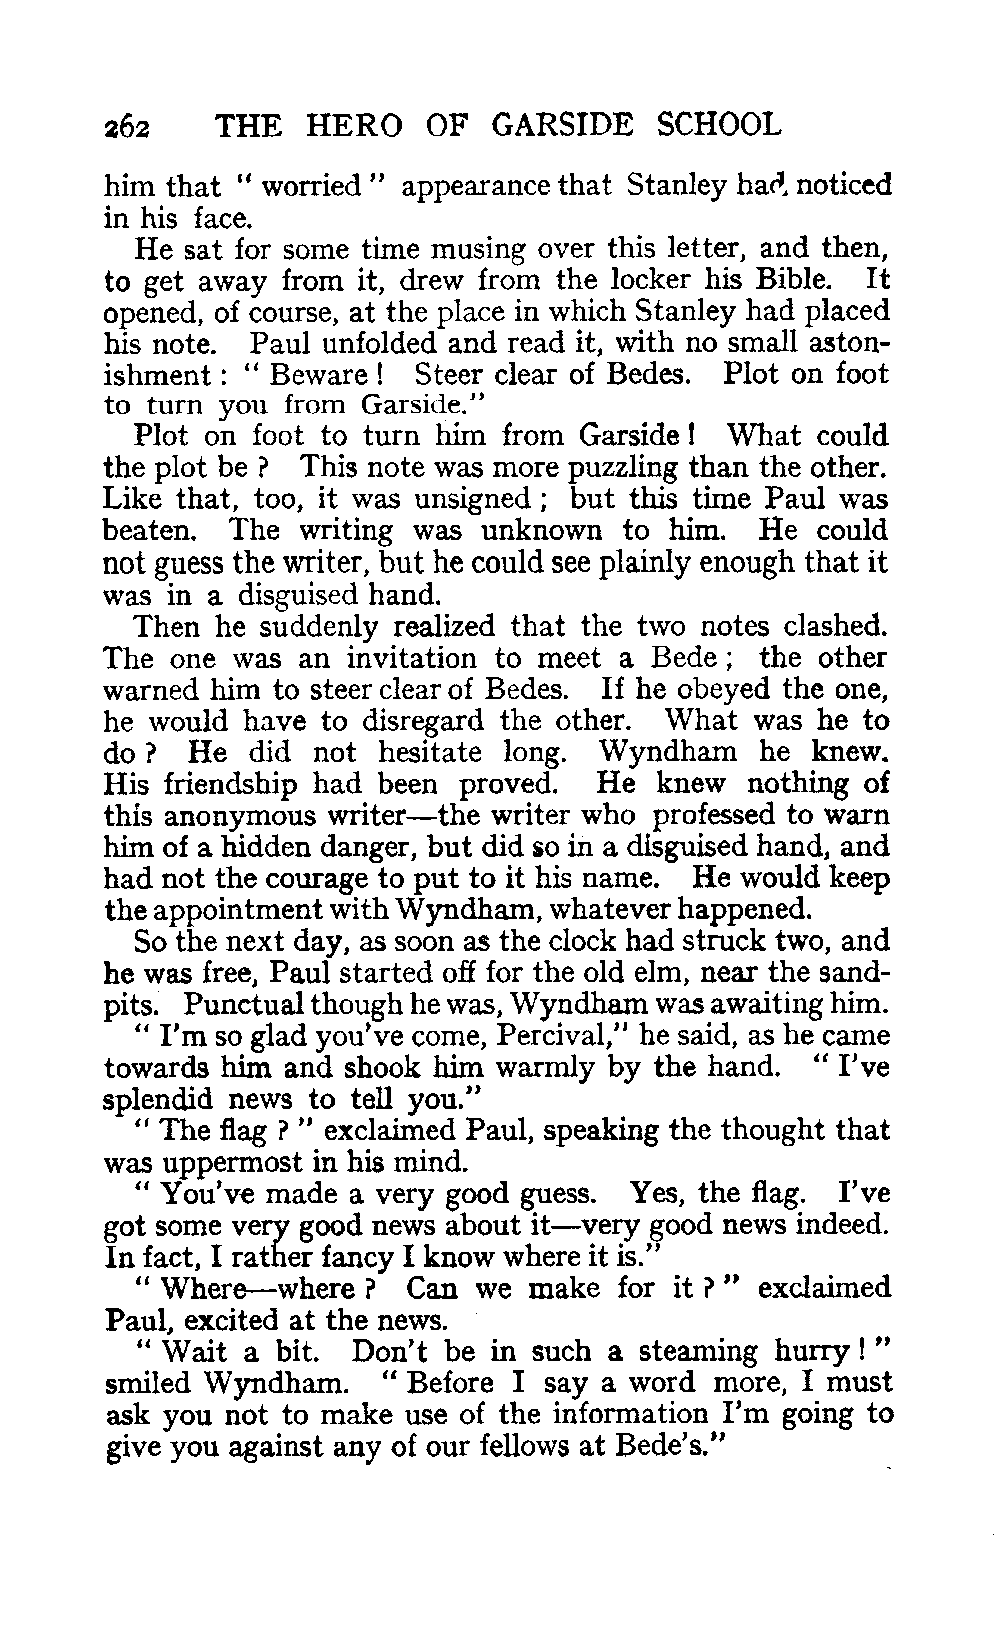 262 THE HERO OF GARSIDE SCHOOL
him that " worried " appearance that Stanley had noticed
in his face.
He sat for some time musing over this letter, and then,
to get away from it, drew from the locker his Bible. It
opened, of course, at the place in which Stanley had placed
his note. Paul unfolded and read it, with no small aston-
ishment : " Beware ! Steer clear of Bedes. Plot on foot
to turn you from Garside."
Plot on foot to turn him from Garside ! What could
the plot be ? This note was more puzzling than the other.
Like that, too, it was unsigned ; but this time Paul was
beaten. The writing was unknown to him. He could
not guess the writer, but he could see plainly enough that it
was in a disguised hand.
Then he suddenly realized that the two notes clashed.
The one was an invitation to meet a Bede ; the other
warned him to steer clear of Bedes. If he obeyed the one,
he would have to disregard the other. What was he to
do ? He did not hesitate long. Wyndham he knew.
His friendship had been proved. He knew nothing of
this anonymous writer—the writer who professed to warn
him of a hidden danger, but did so in a disguised hand, and
had not the courage to put to it his name. He would keep
the appointment with Wyndham, whatever happened.
So the next day, as soon as the clock had struck two, and
he was free, Paul started off for the old elm, near the sand-
pits. Punctual though he was, Wyndham was awaiting him.
" I'm so glad you've come, Percival," he said, as he came
towards him and shook him warmly by the hand. " I've
splendid news to tell you."
" The flag ? " exclaimed Paul, speaking the thought that
was uppermost in his mind.
" You've made a very good guess. Yes, the flag. I've
got some very good news about it—very good news indeed.
In fact, I rather fancy I know where it is."
" Where—where ? Can we make for it ? " exclaimed
Paul, excited at the news.
" Wait a bit. Don't be in such a steaming hurry ! "
smiled Wyndham. " Before I say a word more, I must
ask you not to make use of the information I'm going to
give you against any of our fellows at Bede's."